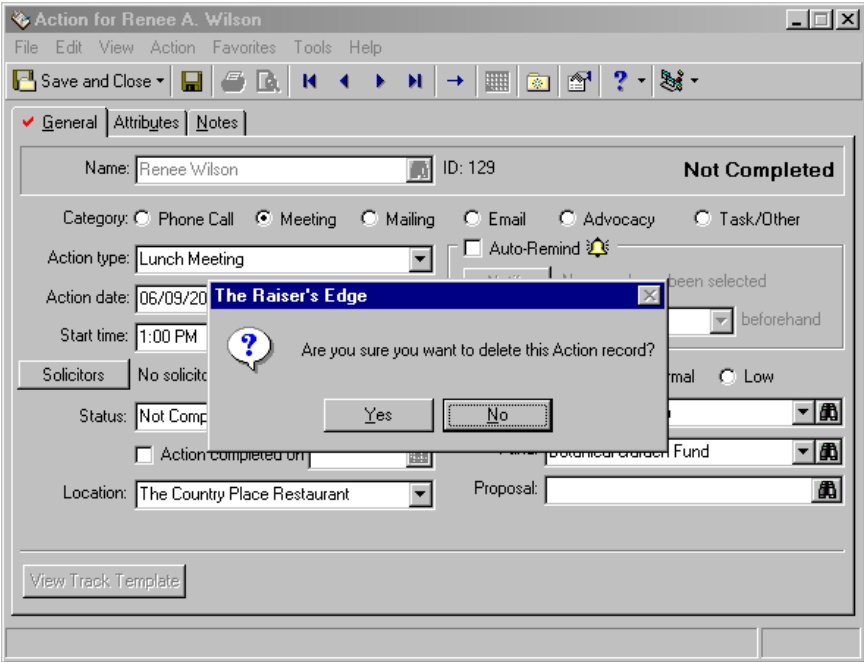 Action for Renee A. Wilson
File Edit View Action Favorites Tools Help
Save and Close
General Attributes Notes
Name: Renee Wilson ID: 129 Not Completed
Category: Phone Call Meeting Mailing Email Advocacy Task/Other
Action type: Lunch Meeting Auto-Remind
been selected
Action date: 06/09/20 The Raiser's Edge
beforehand
Start time: 1:00 PM ? Are you sure you want to delete this Action record?
Solicitors No solicit Low
Yes No
Status: Not Comp
Action completed on Botanical Garden Fund
Location: The Country Place Restaurant Proposal:
View Track Template